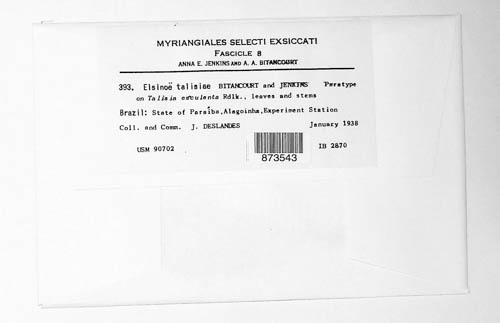 MYRIANGIALES SELECTI EXSICCATI
FASCICLE 8
ANNA E. JENKINS AND A. A. BITANCOURT
393. Elsinoë talisiae BITANCOURT and JENKINS Paratype
on Talisia esculenta Rdlk., leaves and stems
Brazil: State of Paraíba, Alagoinha, Experiment Station
Coll. and Comm. J. DESLANDES January 1938
USM 90702 IB 2870
873543